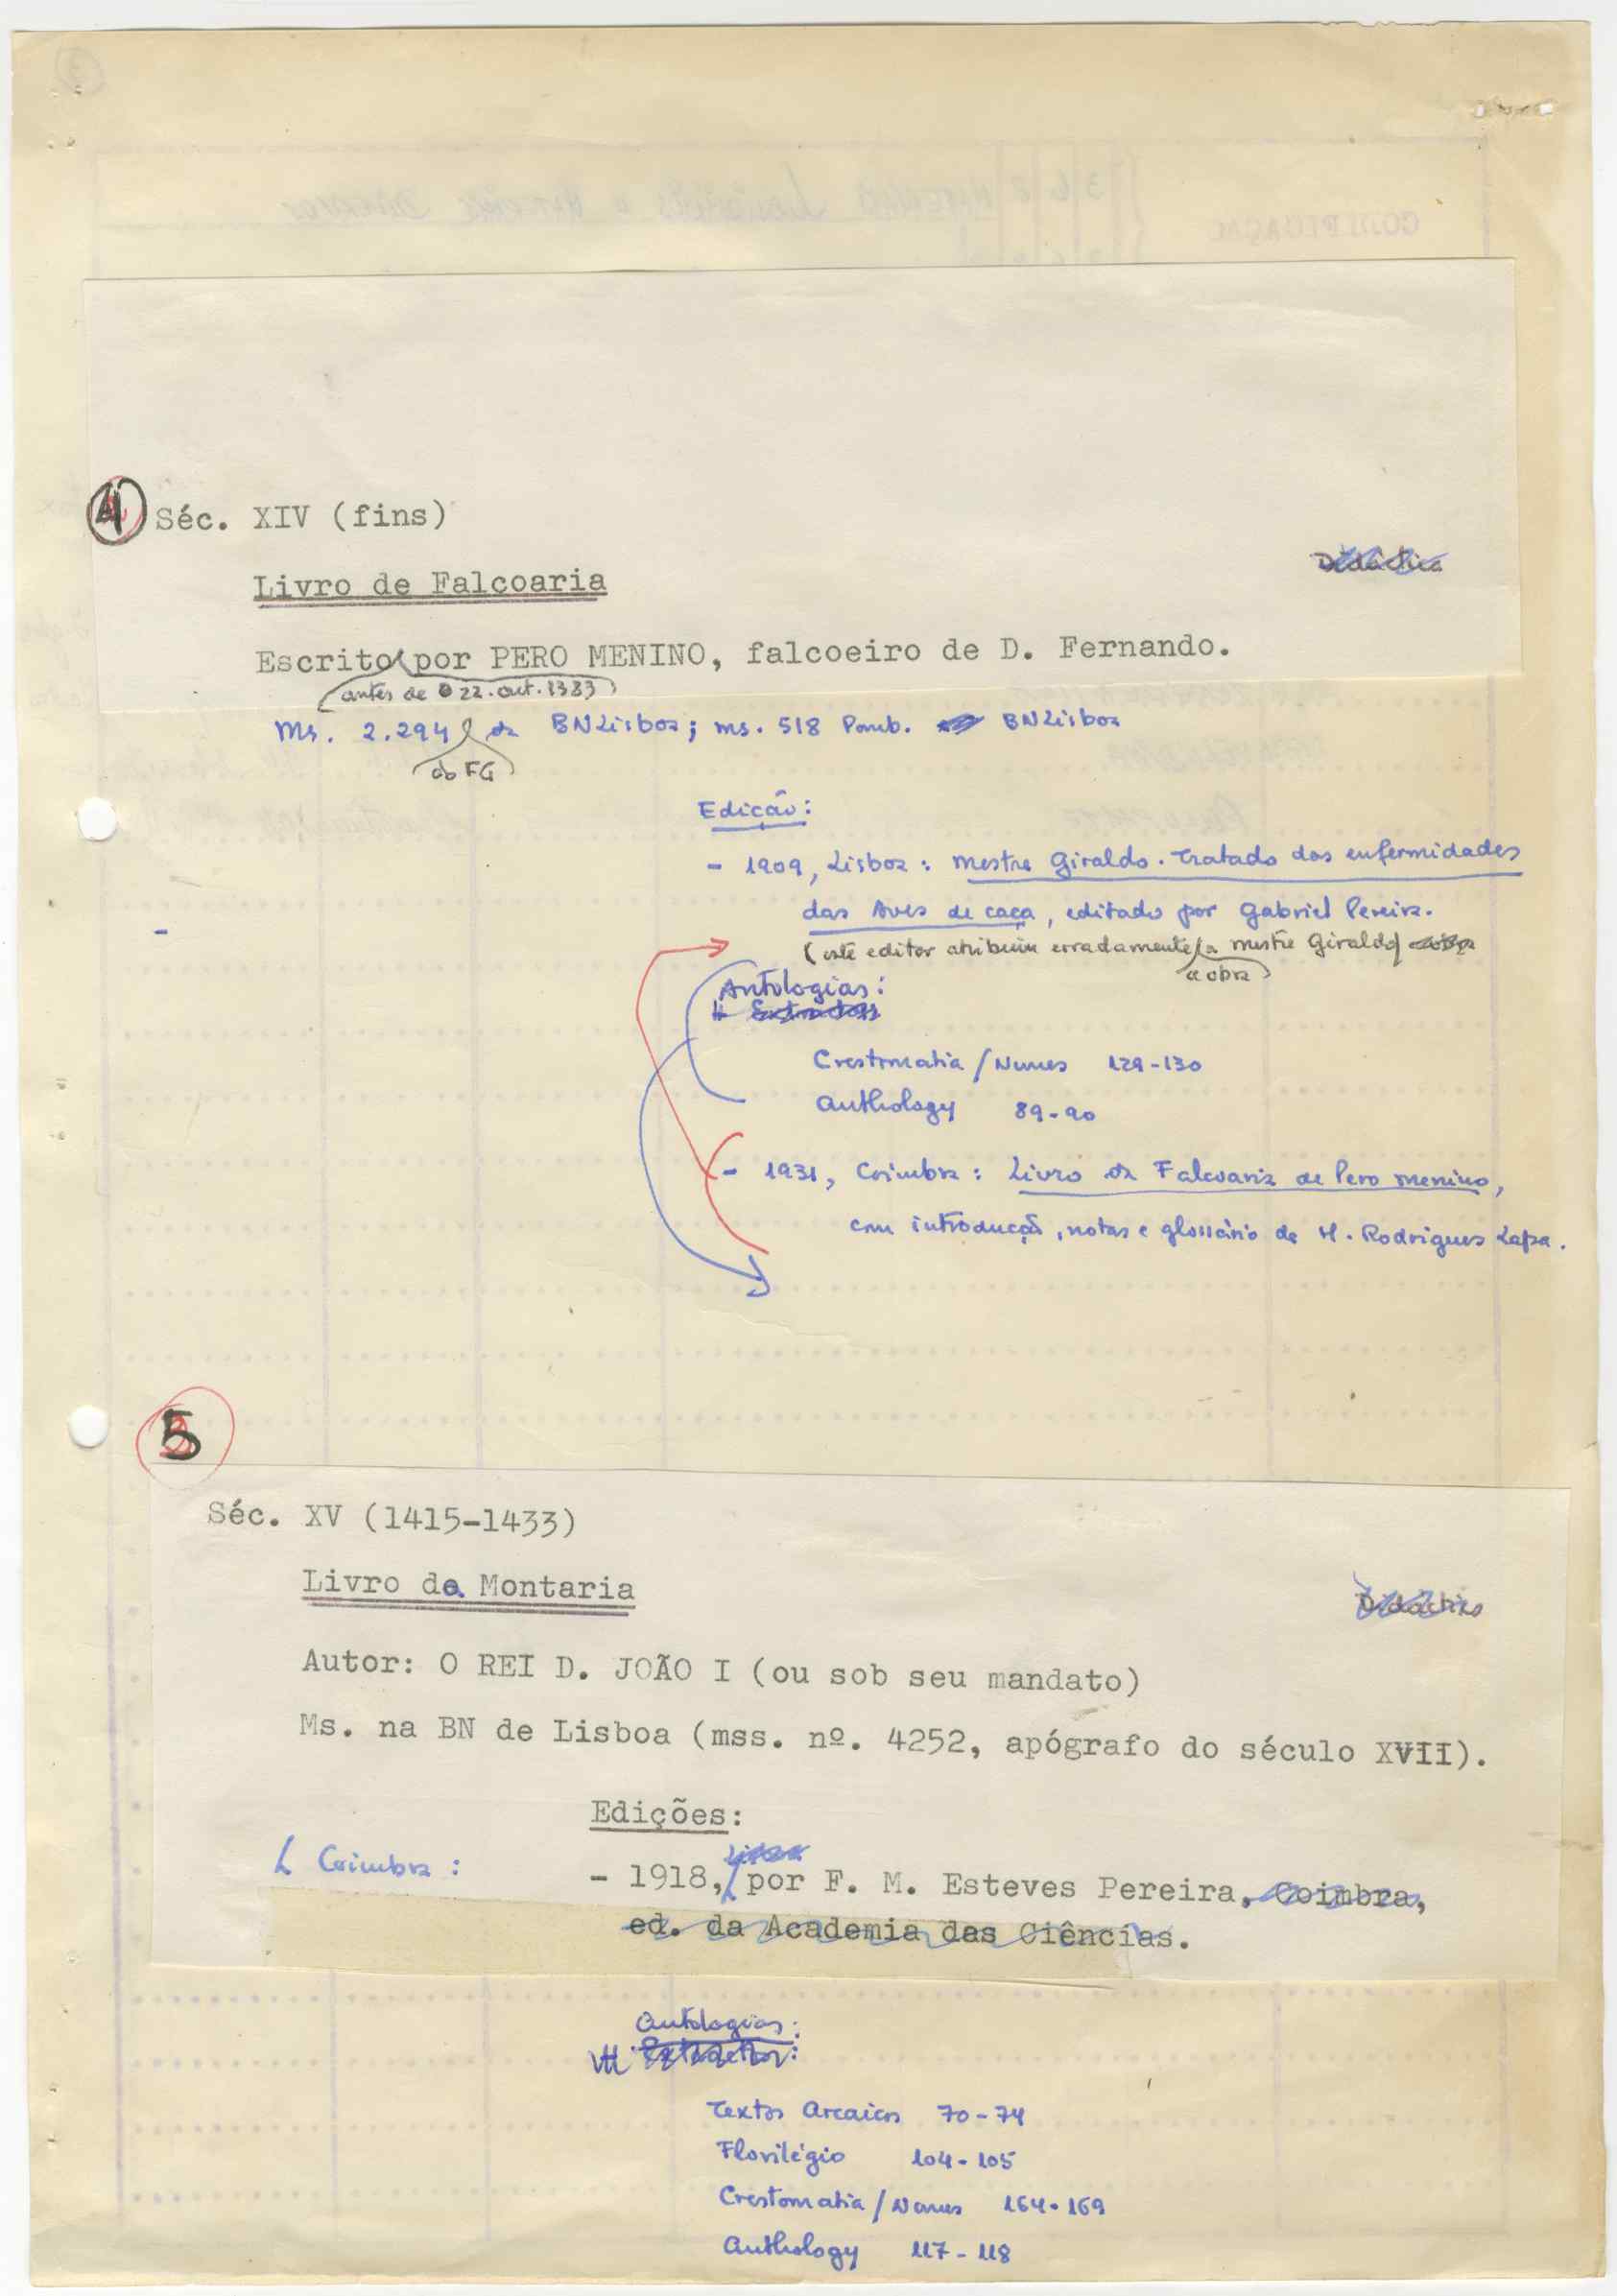 4 Séc. XIV (fins)
Didáctica
Livro de Falcoaria
Escrito por PERO MENINO, falcoeiro de D. Fernando.
antes de 22.out.1383
Ms. 2.294 da BNLisboa; ms. 518 Pomb. BNLisboa
do FG
Edição:
- 1909, Lisboa: Mestre Giraldo. Tratado das enfermidades
das Aves de caça, editado por Gabriel Pereira.
(este editor atribuiu erradamente a mestre Giraldo)
a obra
Antologias:
Extractos
Crestomatia/Nunes 129-130
Anthology 89-90
- 1931, Coimbra: Livro de Falcoaria de Pero Menino,
com introdução, notas e glossário de M. Rodrigues Lapa.
5
Séc. XV (1415-1433)
Livro da Montaria
Didáctico
Autor: O REI D. JOÃO I (ou sob seu mandato)
Ms. na BN de Lisboa (mss. nº. 4252, apógrafo do século XVII).
Edições:
Lisboa
Coimbra:
- 1918, por F. M. Esteves Pereira, Coimbra,
ed. da Academia das Ciências.
Antologias:
Extractos:
Textos Arcaicos 70-74
Florilégio 104-105
Crestomatia/Nunes 164-169
Anthology 117-118